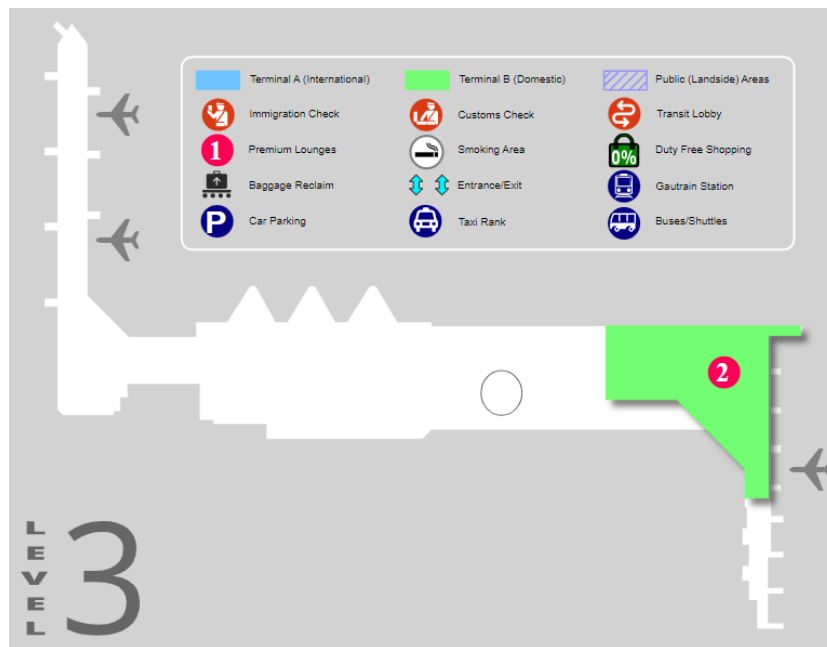 Terminal A (International)
Terminal B (Domestic)
Public (Landside) Areas
Immigration Check
Customs Check
Transit Lobby
1
Premium Lounges
Smoking Area
0%
Duty Free Shopping
Baggage Reclaim
Entrance/Exit
Gautrain Station
P
Car Parking
Taxi Rank
Buses/Shuttles
2
LEVEL
3